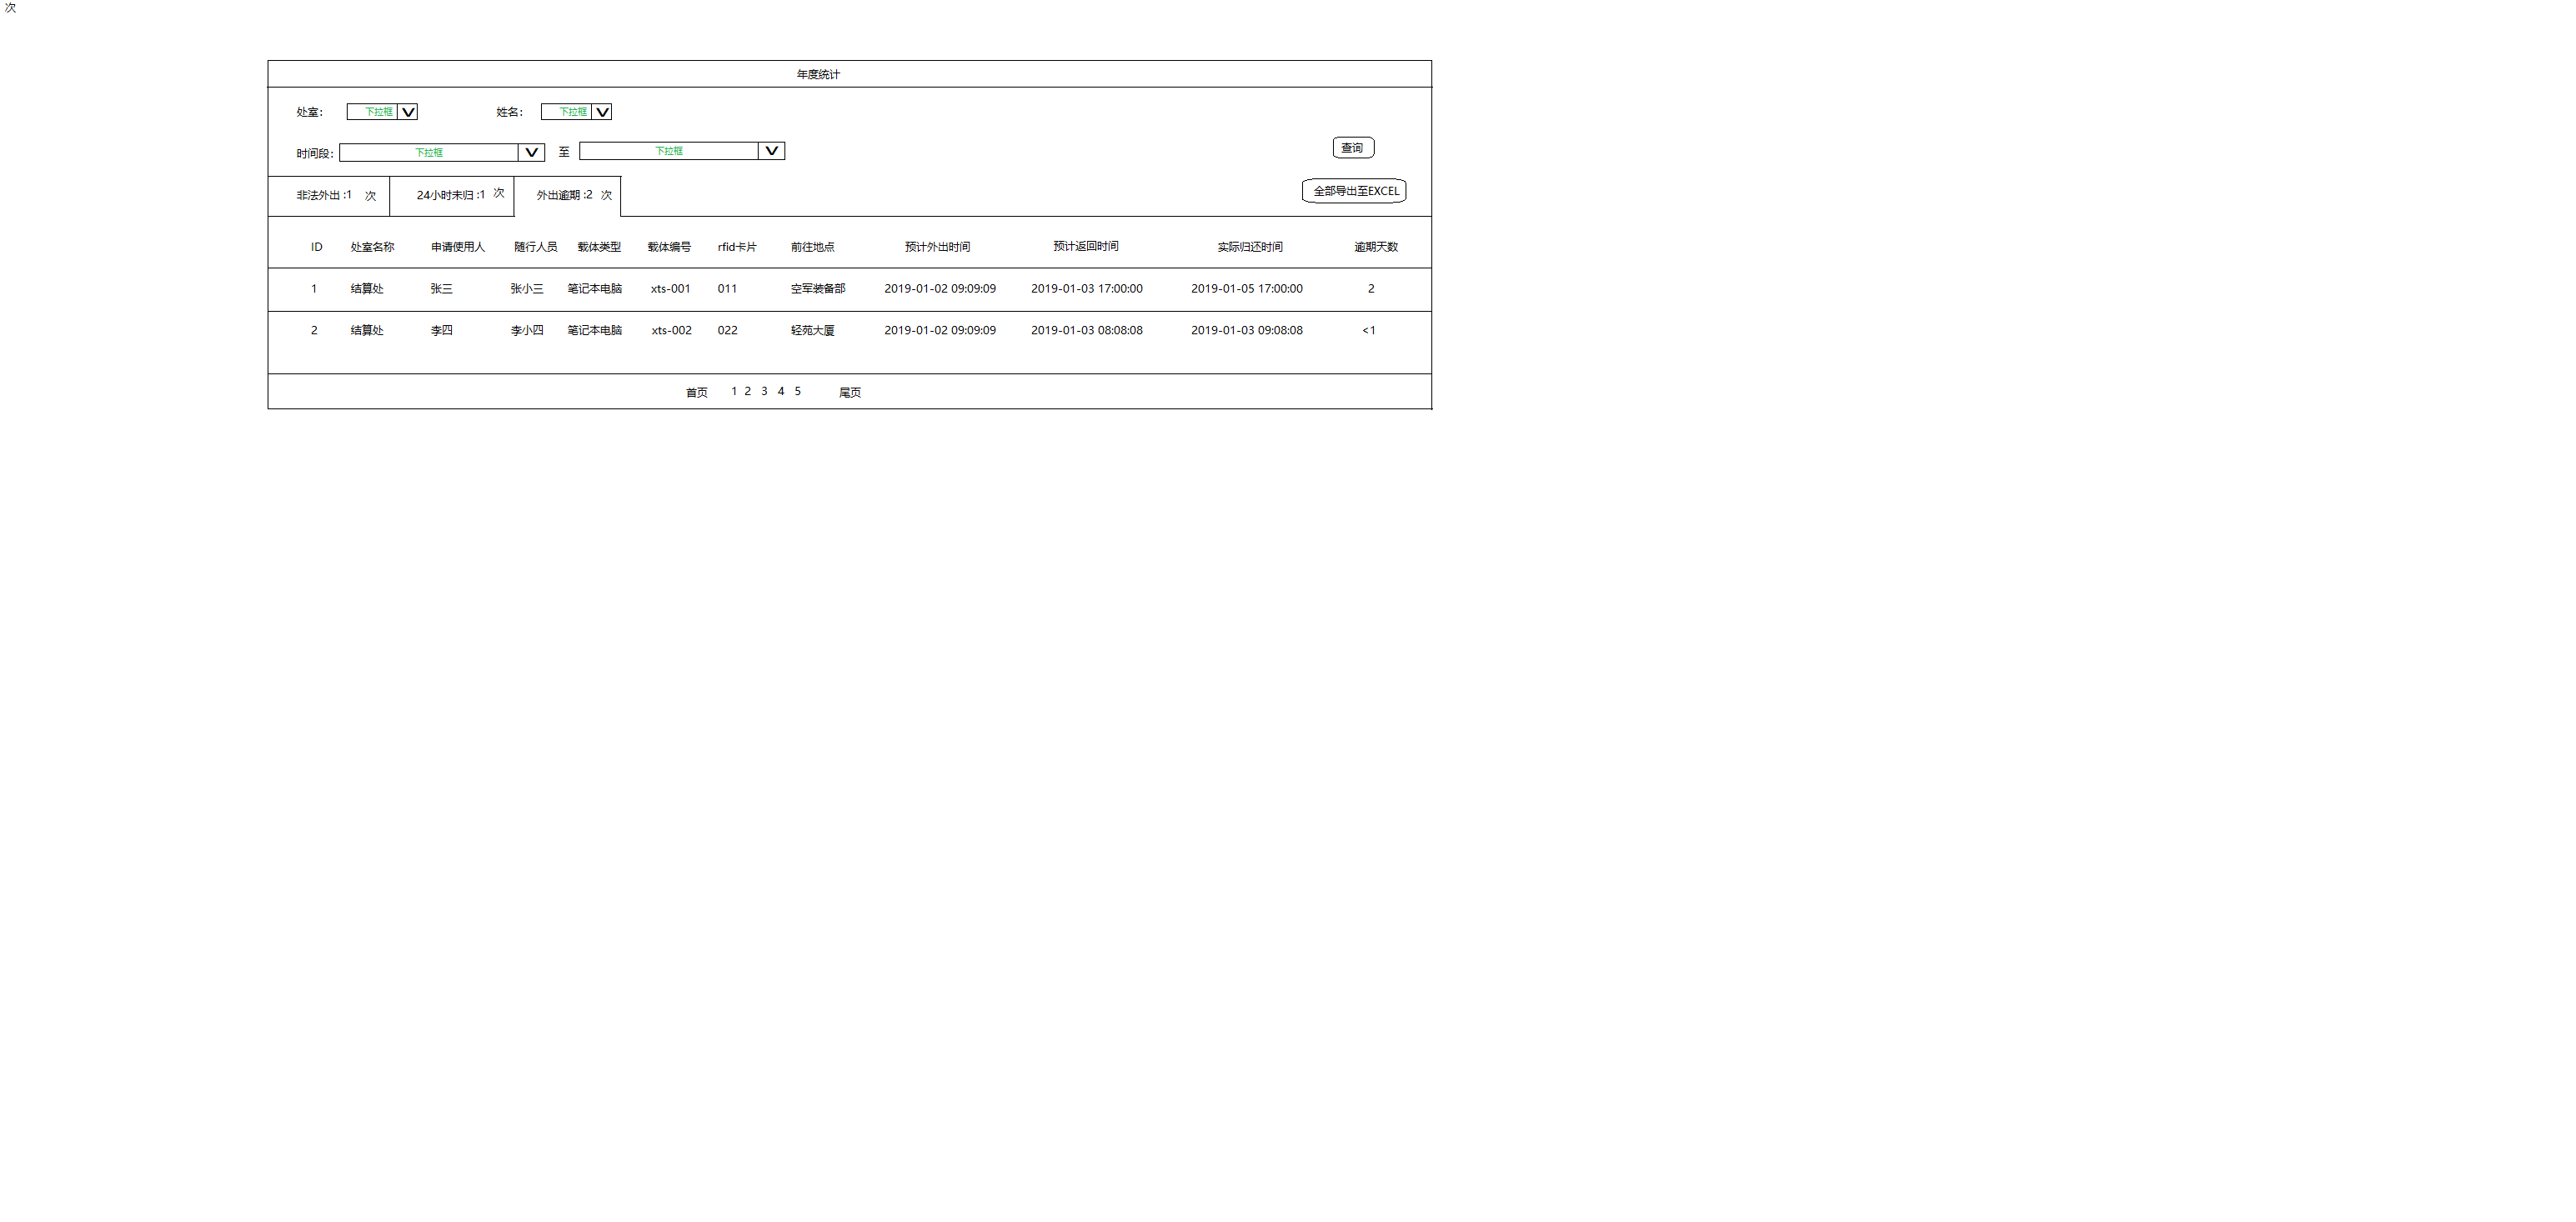 次
年度统计
处室： 下拉框 V 姓名： 下拉框 V
时间段： 下拉框 V 至 下拉框 V 查询
非法外出 :1 次 24小时未归 :1 次 外出逾期 :2 次 全部导出至EXCEL
ID 处室名称 申请使用人 随行人员 载体类型 载体编号 rfid卡片 前往地点 预计外出时间 预计返回时间 实际归还时间 逾期天数
1 结算处 张三 张小三 笔记本电脑 xts-001 011 空军装备部 2019-01-02 09:09:09 2019-01-03 17:00:00 2019-01-05 17:00:00 2
2 结算处 李四 李小四 笔记本电脑 xts-002 022 轻苑大厦 2019-01-02 09:09:09 2019-01-03 08:08:08 2019-01-03 09:08:08 <1
首页 1 2 3 4 5 尾页